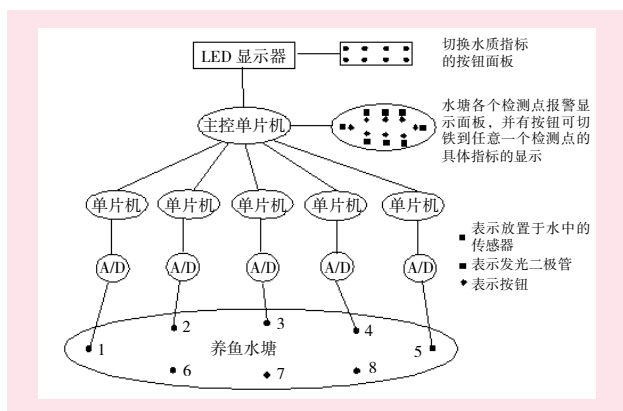 LED 显示器
切换水质指标
的按钮面板
主控单片机
水塘各个检测点报警显
示面板，并有按钮可切
铁到任意一个检测点的
具体指标的显示
单片机 单片机 单片机 单片机 单片机
表示放置于水中的
传感器
A/D A/D A/D A/D A/D
表示发光二极管
表示按钮
1 2 3 4 5
养鱼水塘
6 7 8